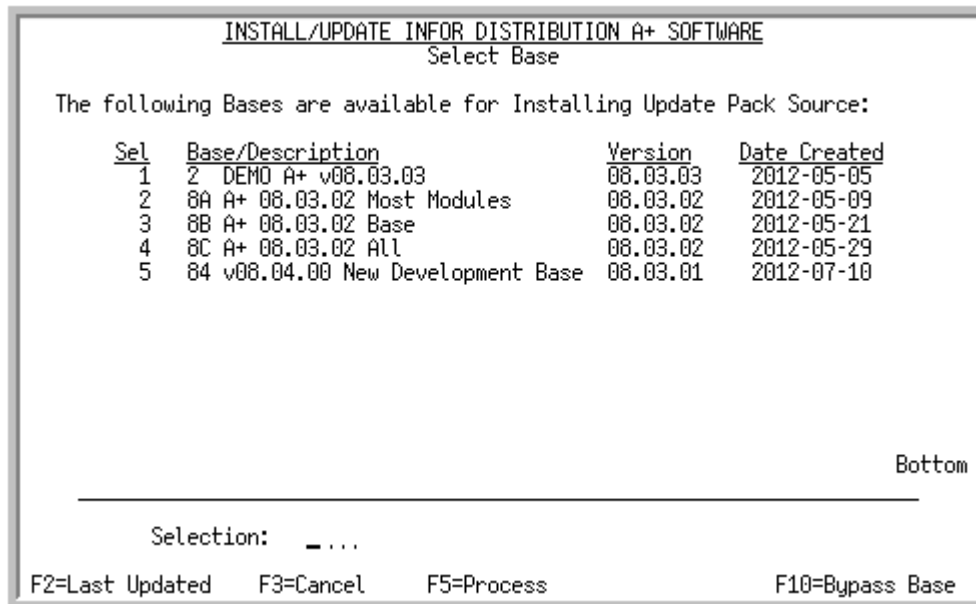 INSTALL/UPDATE INFOR DISTRIBUTION A+ SOFTWARE
Select Base
The following Bases are available for Installing Update Pack Source:
Sel Base/Description Version Date Created
1 2 DEMO A+ v08.03.03 08.03.03 2012-05-05
2 8A A+ 08.03.02 Most Modules 08.03.02 2012-05-09
3 8B A+ 08.03.02 Base 08.03.02 2012-05-21
4 8C A+ 08.03.02 All 08.03.02 2012-05-29
5 84 v08.04.00 New Development Base 08.03.01 2012-07-10
Bottom
Selection: _...
F2=Last Updated F3=Cancel F5=Process F10=Bypass Base